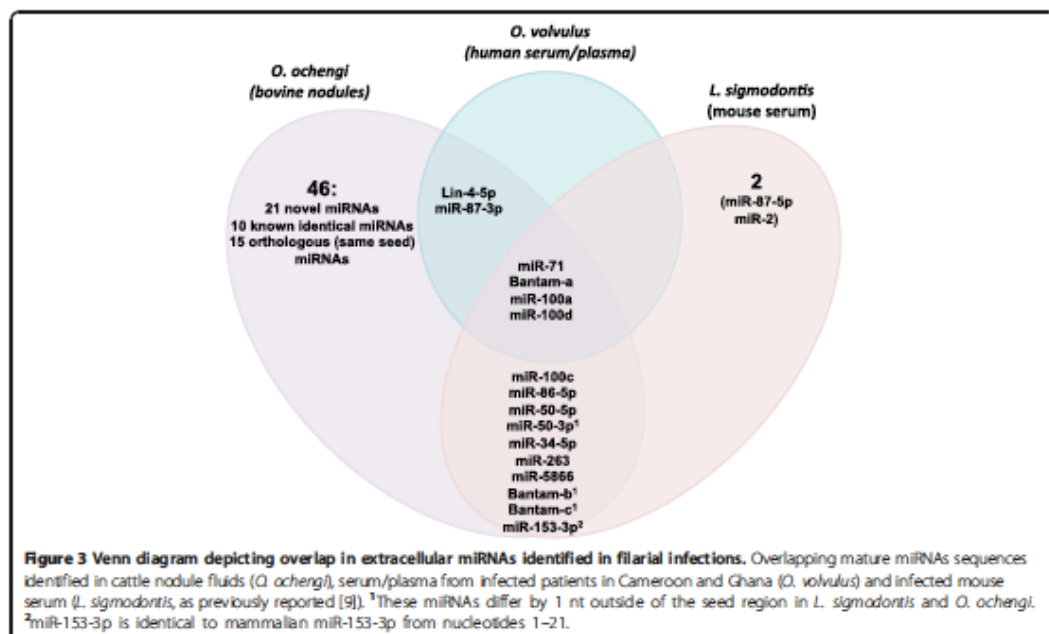 O. volvulus
(human serum/plasma)
O. ochengi
(bovine nodules)
L. sigmodontis
(mouse serum)
46:
21 novel miRNAs
10 known identical miRNAs
15 orthologous (same seed)
miRNAs
Lin-4-5p
miR-87-3p
2
(miR-87-5p
miR-2)
miR-71
Bantam-a
miR-100a
miR-100d
miR-100c
miR-86-5p
miR-50-5p
miR-50-3p¹
miR-34-5p
miR-263
miR-5866
Bantam-b¹
Bantam-c¹
miR-153-3p²
Figure 3 Venn diagram depicting overlap in extracellular miRNAs identified in filarial infections. Overlapping mature miRNAs sequences
identified in cattle nodule fluids (O. ochengi), serum/plasma from infected patients in Cameroon and Ghana (O. volvulus) and infected mouse
serum (L. sigmodontis, as previously reported [9]). ¹These miRNAs differ by 1 nt outside of the seed region in L. sigmodontis and O. ochengi.
²miR-153-3p is identical to mammalian miR-153-3p from nucleotides 1–21.